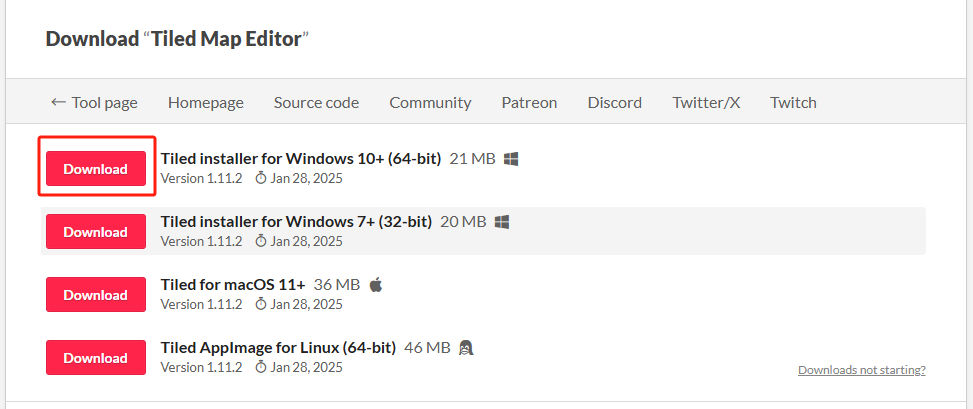 Download “Tiled Map Editor”
← Tool page Homepage Source code Community Patreon Discord Twitter/X Twitch
Download Tiled installer for Windows 10+ (64-bit) 21 MB
Version 1.11.2 Jan 28, 2025
Download Tiled installer for Windows 7+ (32-bit) 20 MB
Version 1.11.2 Jan 28, 2025
Download Tiled for macOS 11+ 36 MB
Version 1.11.2 Jan 28, 2025
Download Tiled AppImage for Linux (64-bit) 46 MB
Version 1.11.2 Jan 28, 2025
Downloads not starting?